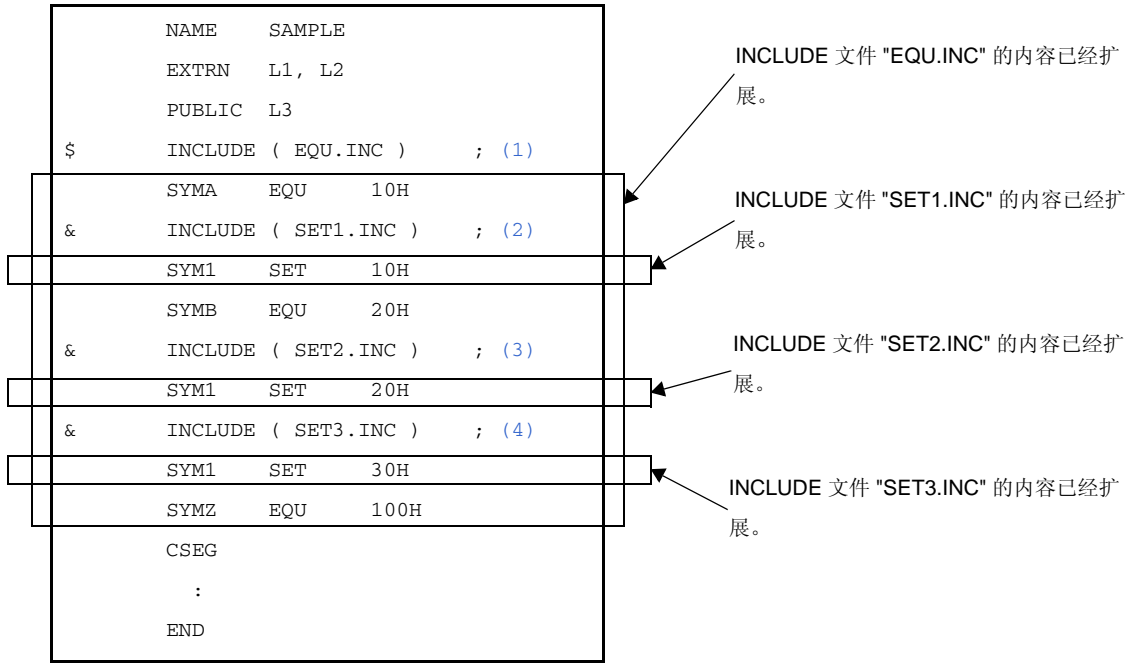 NAME SAMPLE
EXTRN L1, L2
PUBLIC L3
$ INCLUDE ( EQU.INC ) ; (1)
SYMA EQU 10H
& INCLUDE ( SET1.INC ) ; (2)
SYM1 SET 10H
SYMB EQU 20H
& INCLUDE ( SET2.INC ) ; (3)
SYM1 SET 20H
& INCLUDE ( SET3.INC ) ; (4)
SYM1 SET 30H
SYMZ EQU 100H
CSEG
:
END
INCLUDE 文件 "EQU.INC" 的内容已经扩
展。
INCLUDE 文件 "SET1.INC" 的内容已经扩
展。
INCLUDE 文件 "SET2.INC" 的内容已经扩
展。
INCLUDE 文件 "SET3.INC" 的内容已经扩
展。